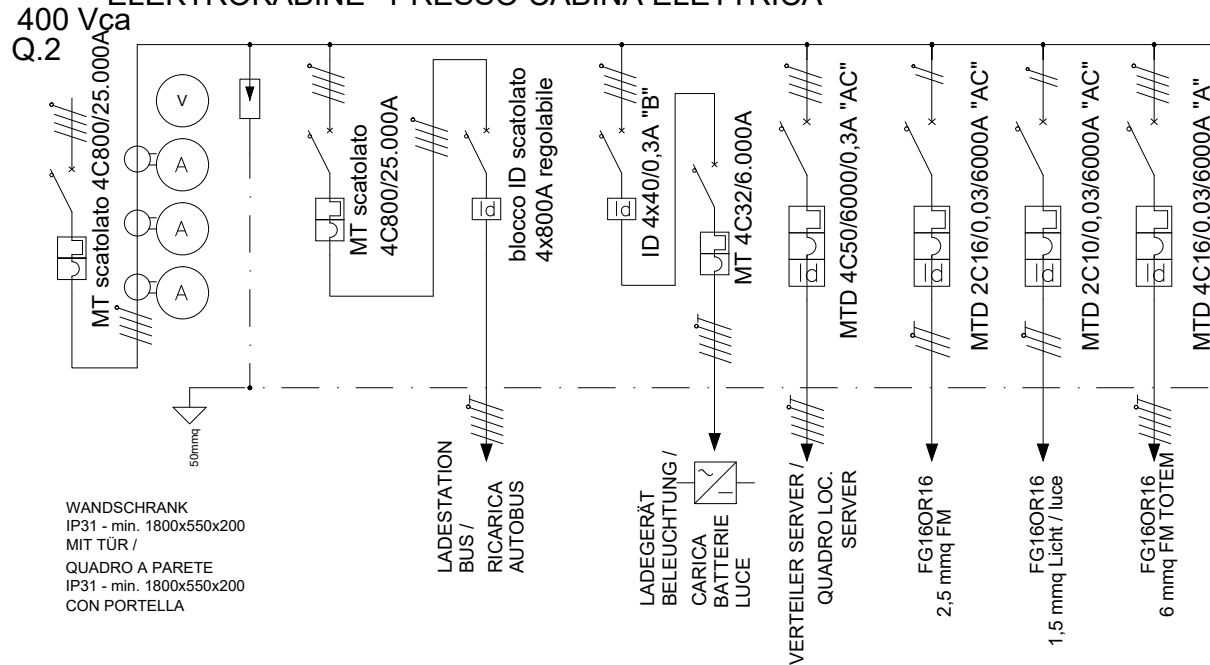 400 Vca
Q.2
MT scatolato 4C800/25.000A
V
A
A
A
MT scatolato
4C800/25.000A
blocco ID scatolato
4x800A regolabile
Id
ID 4x40/0,3A "B"
Id
MT 4C32/6.000A
MTD 4C50/6000/0,3A "AC"
Id
MTD 2C16/0,03/6000A "AC"
Id
MTD 2C10/0,03/6000A "AC"
Id
MTD 4C16/0.03/6000A "A"
Id
50mmq
WANDSCHRANK
IP31 - min. 1800x550x200
MIT TÜR /
QUADRO A PARETE
IP31 - min. 1800x550x200
CON PORTELLA
LADESTATION
BUS /
RICARICA
AUTOBUS
LADEGERÄT
BELEUCHTUNG /
CARICA
BATTERIE
LUCE
VERTEILER SERVER /
QUADRO LOC.
SERVER
FG16OR16
2,5 mmq FM
FG16OR16
1,5 mmq Licht / luce
FG16OR16
6 mmq FM TOTEM